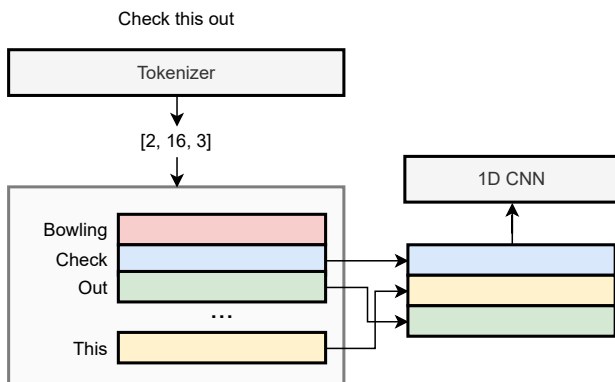 Check this out
Tokenizer
[2, 16, 3]
1D CNN
Bowling
Check
Out
...
This